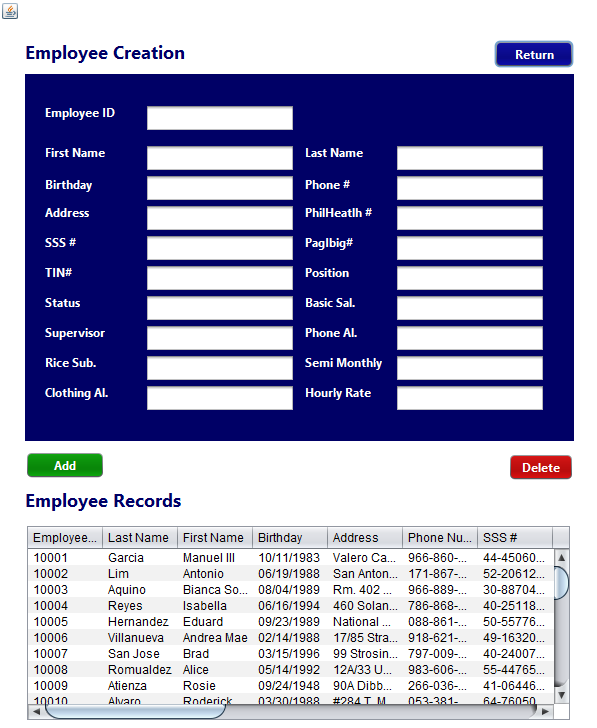 Employee Creation Return
Employee ID
First Name Last Name
Birthday Phone #
Address PhilHeatlh #
SSS # PagIbig#
TIN# Position
Status Basic Sal.
Supervisor Phone Al.
Rice Sub. Semi Monthly
Clothing Al. Hourly Rate
Add Delete
Employee Records
Employee... Last Name First Name Birthday Address Phone Nu... SSS #
10001 Garcia Manuel III 10/11/1983 Valero Ca... 966-860-... 44-45060...
10002 Lim Antonio 06/19/1988 San Anton... 171-867-... 52-20612...
10003 Aquino Bianca So... 08/04/1989 Rm. 402 ... 966-889-... 30-88704...
10004 Reyes Isabella 06/16/1994 460 Solan... 786-868-... 40-25118...
10005 Hernandez Eduard 09/23/1989 National ... 088-861-... 50-55776...
10006 Villanueva Andrea Mae 02/14/1988 17/85 Stra... 918-621-... 49-16320...
10007 San Jose Brad 03/15/1996 99 Strosin... 797-009-... 40-24007...
10008 Romualdez Alice 05/14/1992 12A/33 U... 983-606-... 55-44765...
10009 Atienza Rosie 09/24/1948 90A Dibb... 266-036-... 41-06446...
10010 Alvaro Roderick 03/30/1988 #284 T. M... 053-381-... 64-76050...